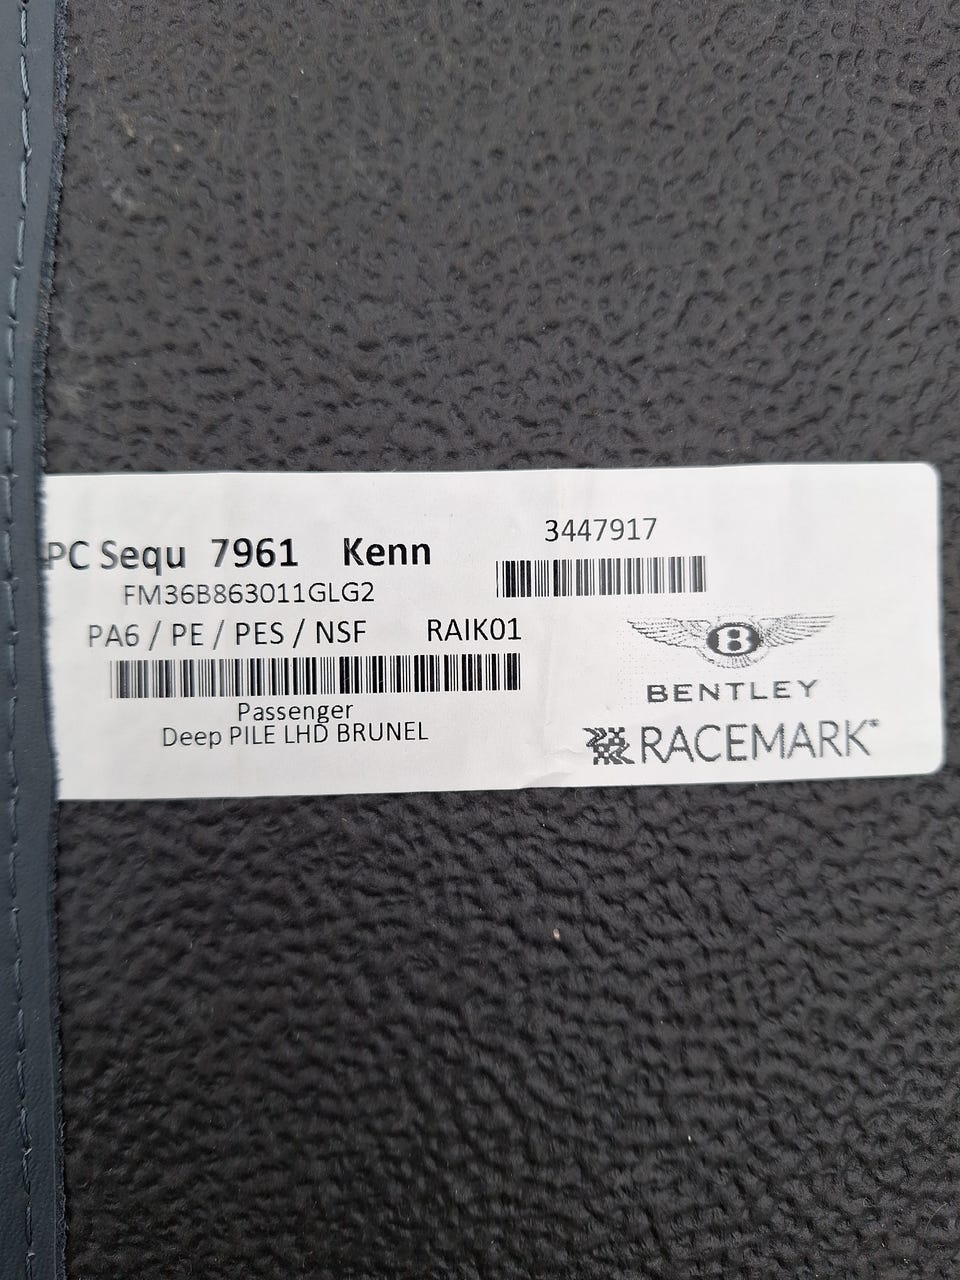 PC Sequ 7961 Kenn
3447917
FM36B863011GLG2
PA6 / PE / PES / NSF RAIK01
Passenger
Deep PILE LHD BRUNEL
B
BENTLEY
RACEMARK